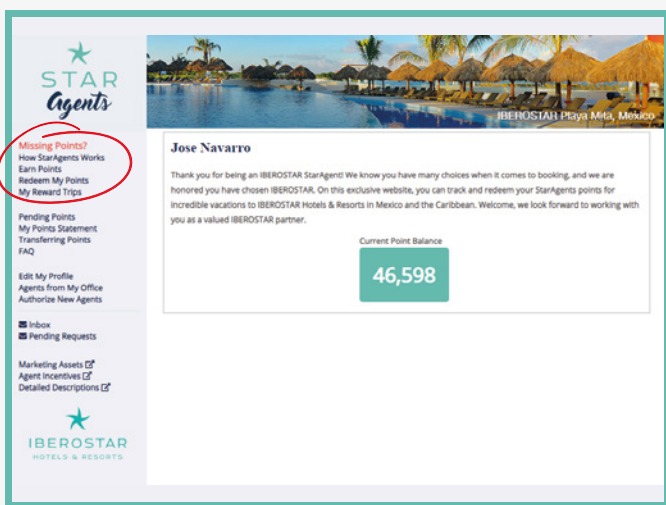 STAR
Agents
IBEROSTAR Playa Mita, Mexico
Missing Points?
How StarAgents Works
Earn Points
Redeem My Points
My Reward Trips
Pending Points
My Points Statement
Transferring Points
FAQ
Edit My Profile
Agents from My Office
Authorize New Agents
Inbox
Pending Requests
Marketing Assets
Agent Incentives
Detailed Descriptions
IBEROSTAR
HOTELS & RESORTS
Jose Navarro
Thank you for being an IBEROSTAR StarAgent! We know you have many choices when it comes to booking, and we are
honored you have chosen IBEROSTAR. On this exclusive website, you can track and redeem your StarAgents points for
incredible vacations to IBEROSTAR Hotels & Resorts in Mexico and the Caribbean. Welcome, we look forward to working with
you as a valued IBEROSTAR partner.
Current Point Balance
46,598